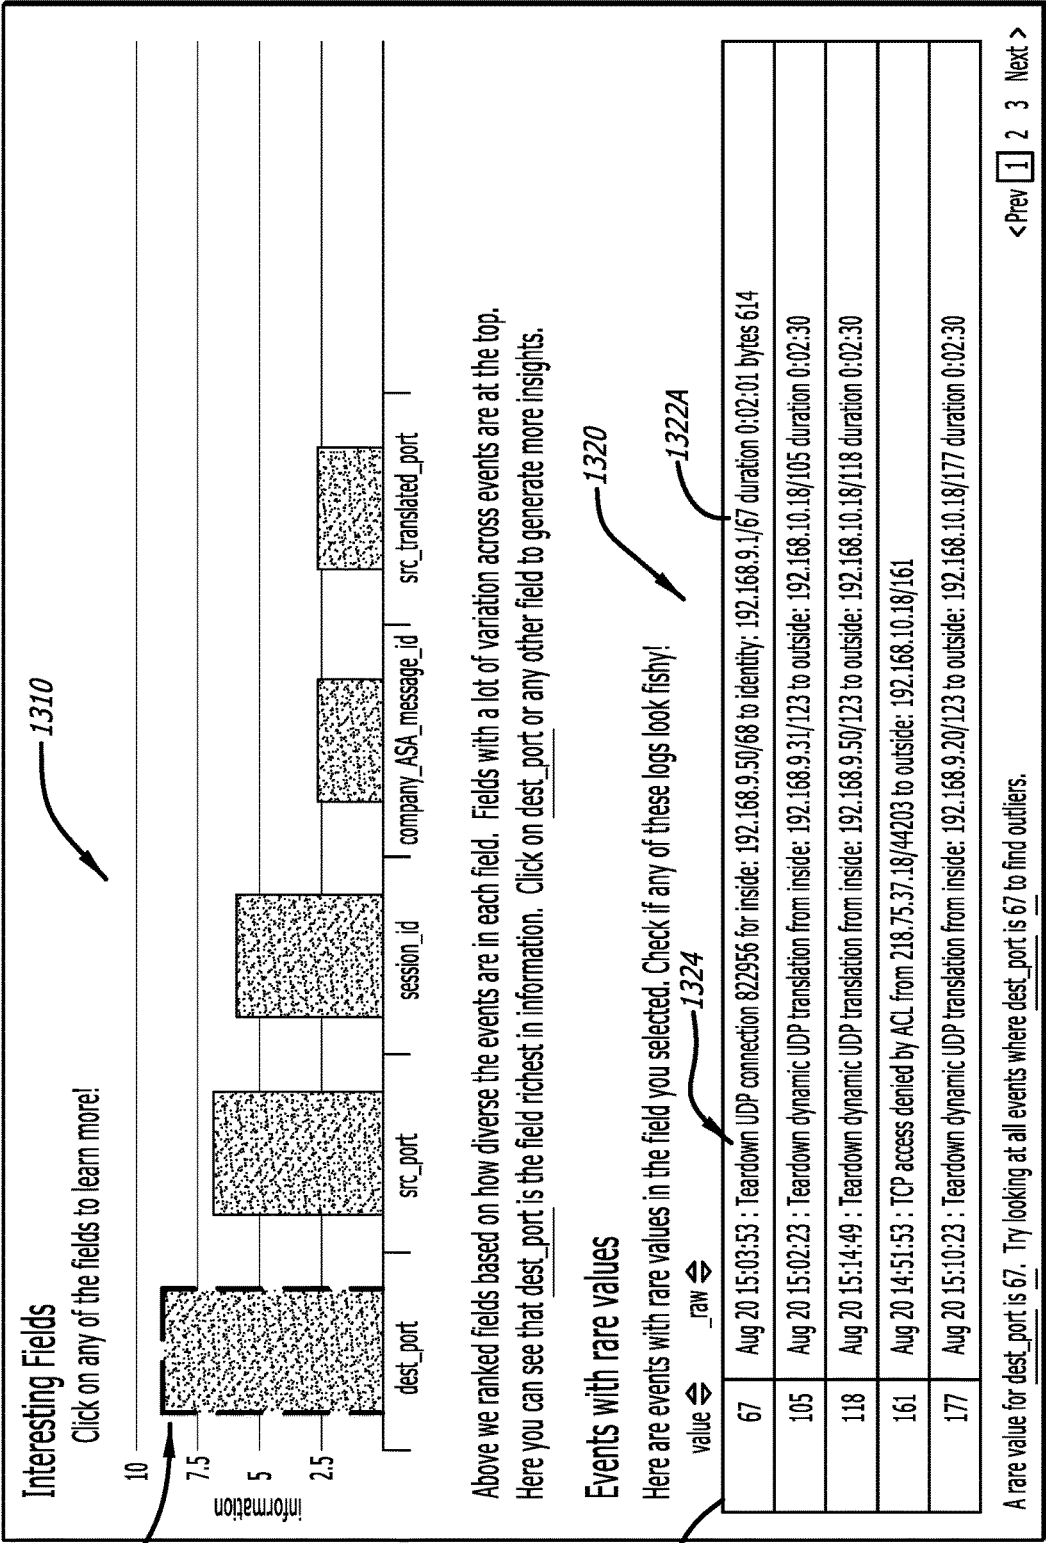 Interesting Fields
Click on any of the fields to learn more!
1310
10
7.5
5
2.5
information
dest_port
src_port
session_id
company_ASA_message_id
src_translated_port
Above we ranked fields based on how diverse the events are in each field. Fields with a lot of variation across events are at the top.
Here you can see that dest_port is the field richest in information. Click on dest_port or any other field to generate more insights.
Events with rare values
1320
Here are events with rare values in the field you selected. Check if any of these logs look fishy!
1324
1322A
value _raw
67 Aug 20 15:03:53 : Teardown UDP connection 822956 for inside: 192.168.9.50/68 to identity: 192.168.9.1/67 duration 0:02:01 bytes 614
105 Aug 20 15:02:23 : Teardown dynamic UDP translation from inside: 192.168.9.31/123 to outside: 192.168.10.18/105 duration 0:02:30
118 Aug 20 15:14:49 : Teardown dynamic UDP translation from inside: 192.168.9.50/123 to outside: 192.168.10.18/118 duration 0:02:30
161 Aug 20 14:51:53 : TCP access denied by ACL from 218.75.37.18/44203 to outside: 192.168.10.18/161
177 Aug 20 15:10:23 : Teardown dynamic UDP translation from inside: 192.168.9.20/123 to outside: 192.168.10.18/177 duration 0:02:30
<Prev 1 2 3 Next >
A rare value for dest_port is 67. Try looking at all events where dest_port is 67 to find outliers.